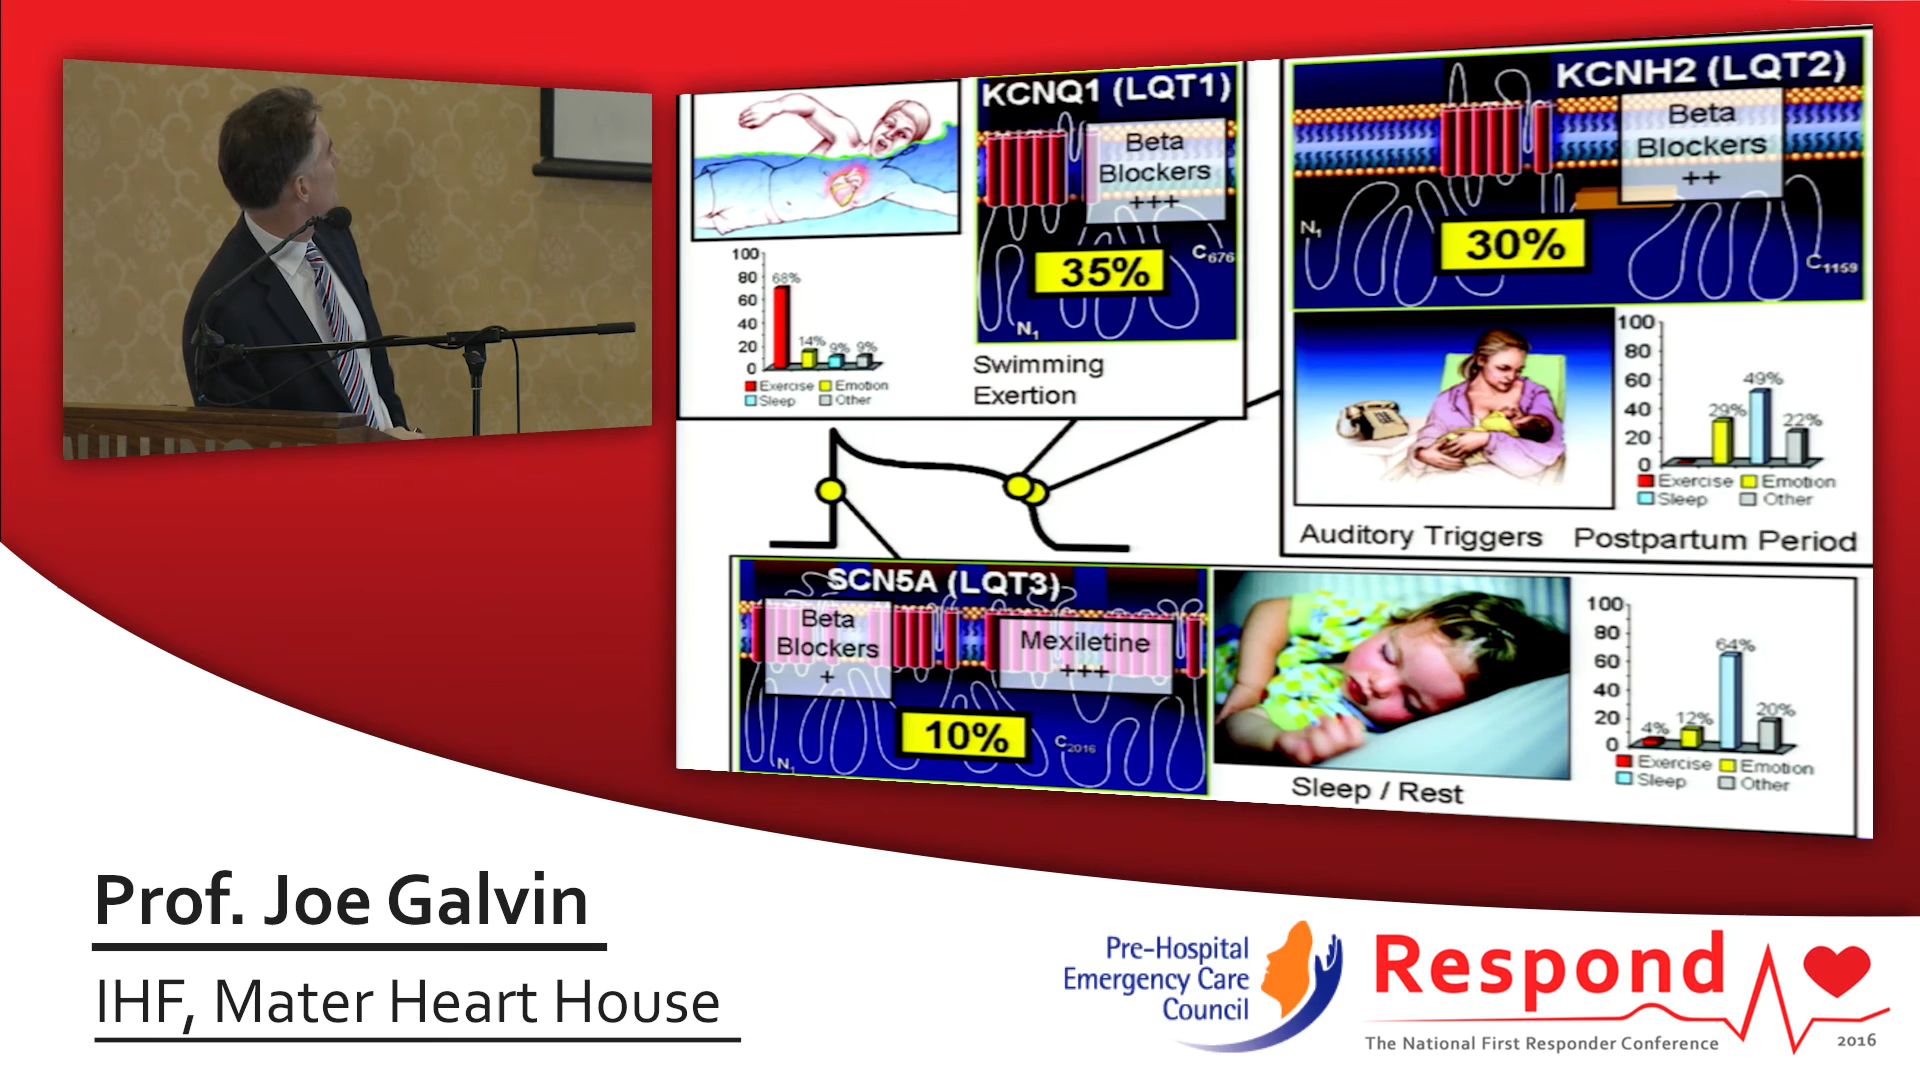 KCNQ1 (LQT1)
Beta
Blockers
+++
35%
C676
N1
100
80
60
40
20
0
68%
14%
9%
9%
Exercise
Emotion
Sleep
Other
Swimming
Exertion
KCNH2 (LQT2)
Beta
Blockers
++
N1
30%
C1159
100
80
60
40
20
0
29%
49%
22%
Exercise
Emotion
Sleep
Other
Auditory Triggers
Postpartum Period
SCN5A (LQT3)
Beta
Blockers
+
Mexiletine
+++
10%
C2016
N1
Sleep / Rest
100
80
60
40
20
0
4%
12%
64%
20%
Exercise
Emotion
Sleep
Other
Prof. Joe Galvin
IHF, Mater Heart House
Pre-Hospital
Emergency Care
Council
Respond
The National First Responder Conference
2016